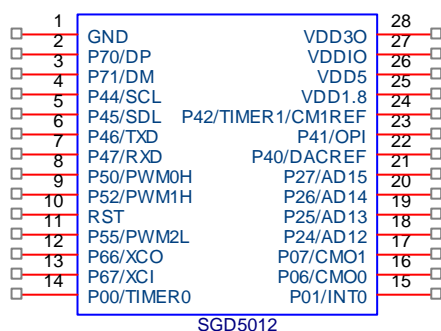 1 GND VDD3O 28
2 P70/DP VDDIO 27
3 P71/DM VDD5 26
4 P44/SCL VDD1.8 25
5 P45/SDL P42/TIMER1/CM1REF 24
6 P46/TXD P41/OPI 23
7 P47/RXD P40/DACREF 22
8 P50/PWM0H P27/AD15 21
9 P52/PWM1H P26/AD14 20
10 RST P25/AD13 19
11 P55/PWM2L P24/AD12 18
12 P66/XCO P07/CMO1 17
13 P67/XCI P06/CMO0 16
14 P00/TIMER0 P01/INT0 15
SGD5012